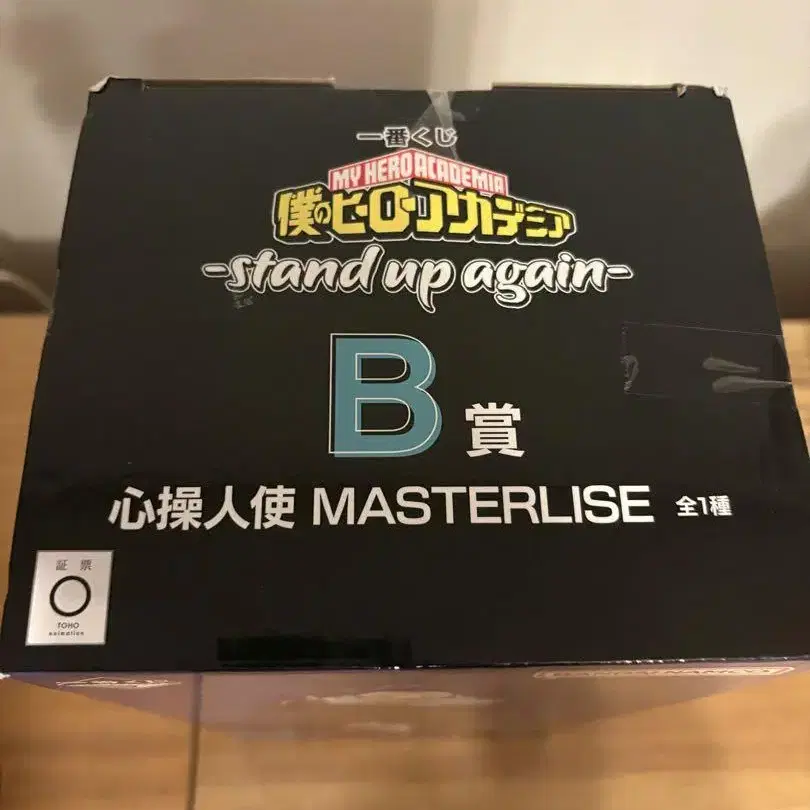 一番くじ
MY HERO ACADEMIA
僕のヒーローアカデミア
-stand up again-
B賞
心操人使 MASTERLISE 全1種
証 票
TOHO
animation